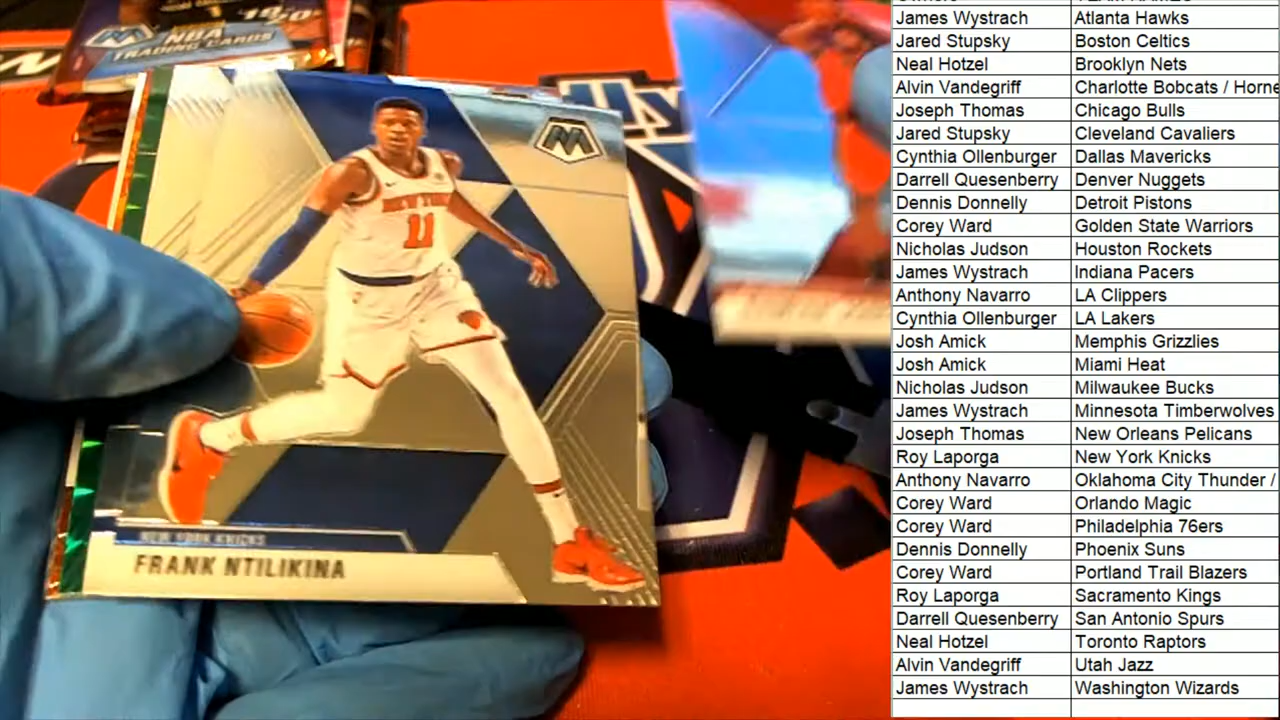 NBA
19-20
TRADING CARDS
M
NEW YORK
11
NEW YORK KNICKS
FRANK NTILIKINA
James Wystrach Atlanta Hawks
Jared Stupsky Boston Celtics
Neal Hotzel Brooklyn Nets
Alvin Vandegriff Charlotte Bobcats / Horne
Joseph Thomas Chicago Bulls
Jared Stupsky Cleveland Cavaliers
Cynthia Ollenburger Dallas Mavericks
Darrell Quesenberry Denver Nuggets
Dennis Donnelly Detroit Pistons
Corey Ward Golden State Warriors
Nicholas Judson Houston Rockets
James Wystrach Indiana Pacers
Anthony Navarro LA Clippers
Cynthia Ollenburger LA Lakers
Josh Amick Memphis Grizzlies
Josh Amick Miami Heat
Nicholas Judson Milwaukee Bucks
James Wystrach Minnesota Timberwolves
Joseph Thomas New Orleans Pelicans
Roy Laporga New York Knicks
Anthony Navarro Oklahoma City Thunder /
Corey Ward Orlando Magic
Corey Ward Philadelphia 76ers
Dennis Donnelly Phoenix Suns
Corey Ward Portland Trail Blazers
Roy Laporga Sacramento Kings
Darrell Quesenberry San Antonio Spurs
Neal Hotzel Toronto Raptors
Alvin Vandegriff Utah Jazz
James Wystrach Washington Wizards